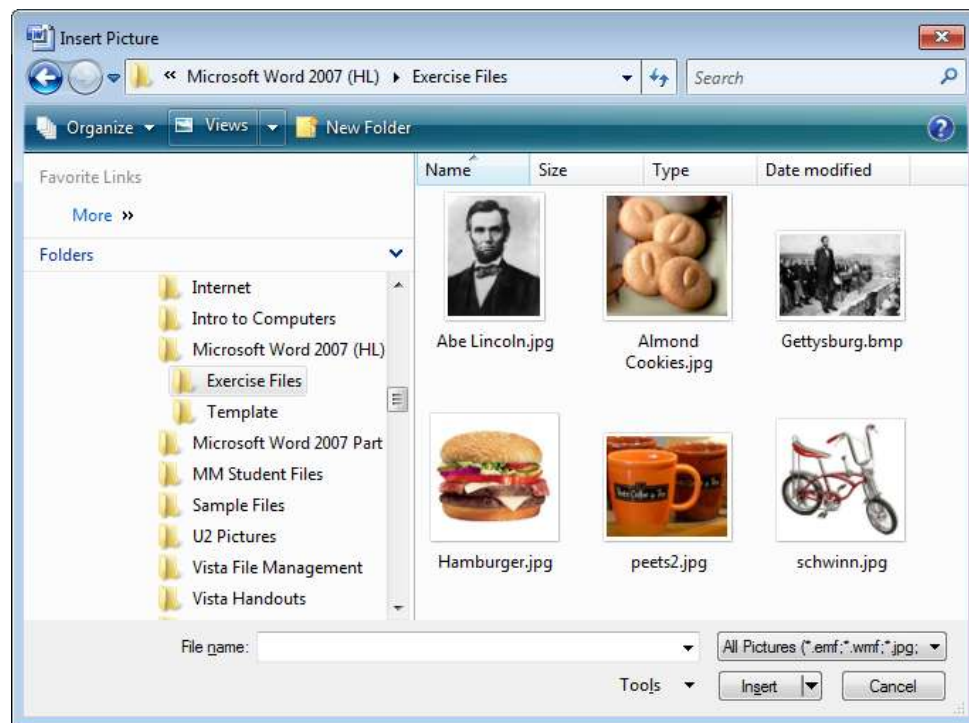 Insert Picture
« Microsoft Word 2007 (HL) Exercise Files
Search
Organize Views New Folder
Favorite Links
More »
Folders
Internet
Intro to Computers
Microsoft Word 2007 (HL)
Exercise Files
Template
Microsoft Word 2007 Part
MM Student Files
Sample Files
U2 Pictures
Vista File Management
Vista Handouts
Name Size Type Date modified
Abe Lincoln.jpg
Almond
Cookies.jpg
Gettysburg.bmp
Hamburger.jpg
peets2.jpg
schwinn.jpg
File name:
All Pictures (*.emf;*.wmf;*.jpg;
Tools Insert Cancel